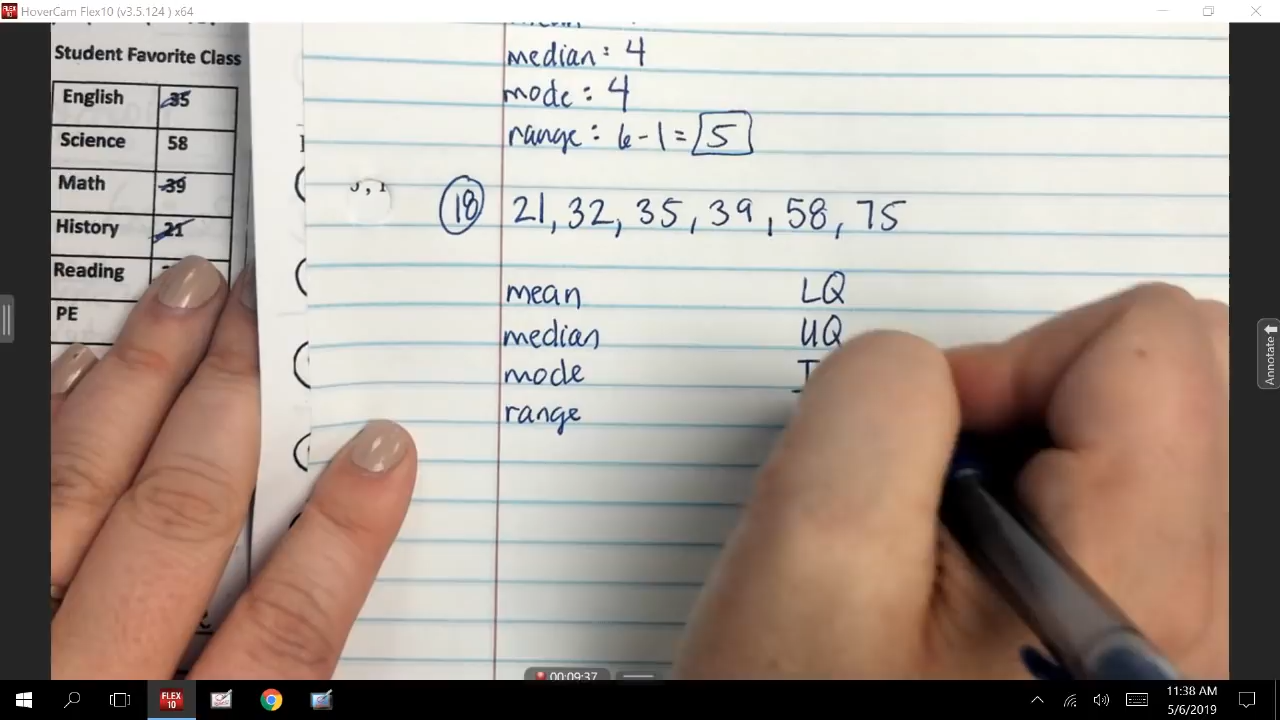 HoverCam Flex10 (v3.5.124) x64
Student Favorite Class
English 35
Science 58
Math 39
History 21
Reading
PE
median: 4
mode: 4
range: 6-1= 5
18 21, 32, 35, 39, 58, 75
mean LQ
median UQ
mode
range
Annotate
00:09:37
FLEX 10
11:38 AM
5/6/2019